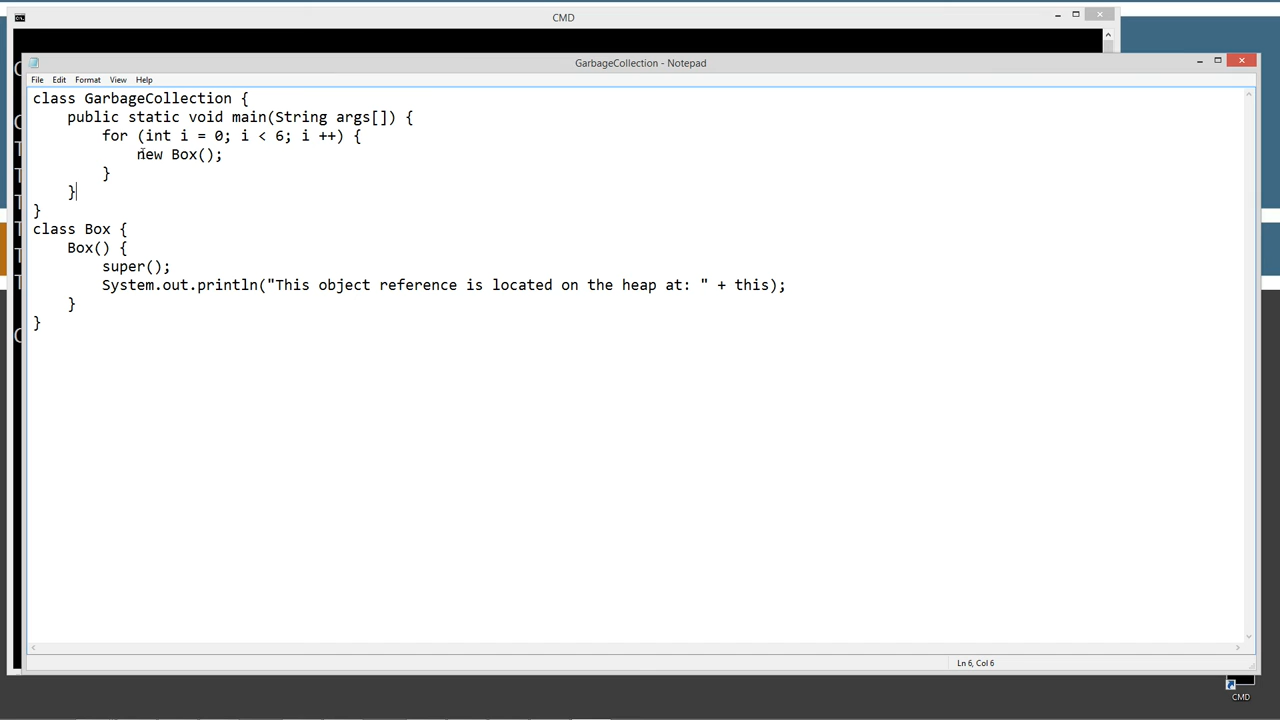 CMD
GarbageCollection - Notepad
File Edit Format View Help
class GarbageCollection {
    public static void main(String args[]) {
        for (int i = 0; i < 6; i ++) {
            new Box();
        }
    }
}
class Box {
    Box() {
        super();
        System.out.println("This object reference is located on the heap at: " + this);
    }
}
Ln 6, Col 6
CMD